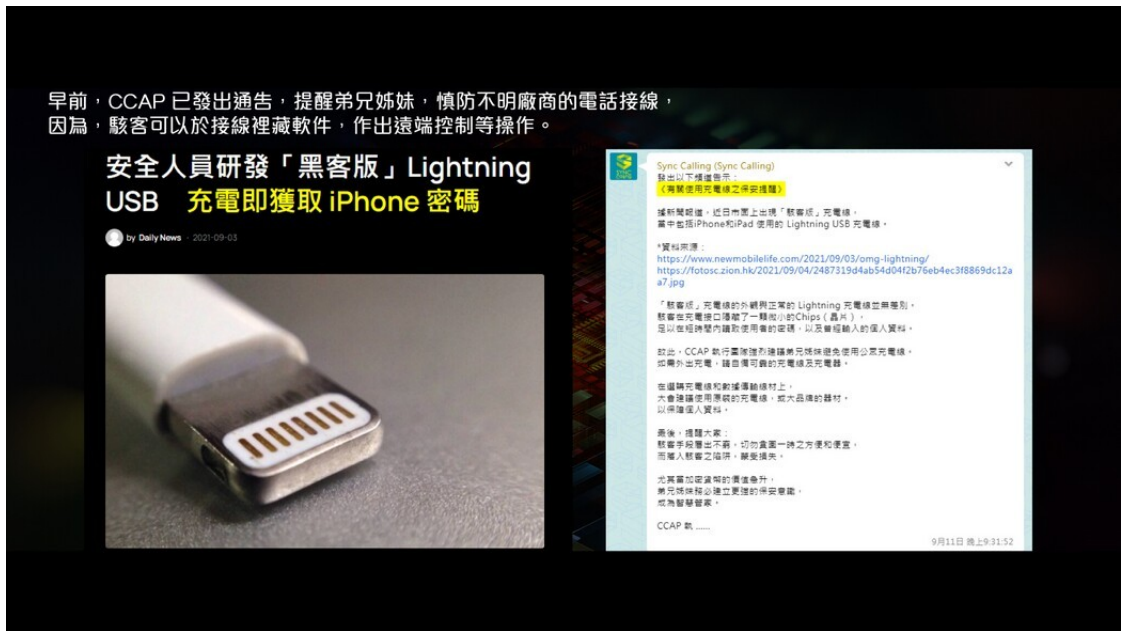 早前，CCAP 已發出通告，提醒弟兄姊妹，慎防不明廠商的電話接線，
因為，駭客可以於接線裡藏軟件，作出遠端控制等操作。
安全人員研發「黑客版」Lightning
USB 充電即獲取 iPhone 密碼
by Daily News - 2021-09-03
Sync Calling (Sync Calling)
發出以下頻道告示：
《有關使用充電線之保安提醒》
據新聞報道，近日市面上出現「駭客版」充電線，
當中包括iPhone和iPad 使用的 Lightning USB 充電線。
*資料來源：
https://www.newmobilelife.com/2021/09/03/omg-lightning/
https://fotosc.zion.hk/2021/09/04/2487319d4ab54d04f2b76eb4ec3f8869dc12a
a7.jpg
「駭客版」充電線的外觀與正常的 Lightning 充電線並無差別，
駭客在充電接口隱藏了一顆微小的Chips（晶片），
足以在短時間內讀取使用者的密碼，以及曾經輸入的個人資料。
故此，CCAP 執行團隊強烈建議弟兄姊妹避免使用公眾充電線。
如需外出充電，請自備可靠的充電線及充電器。
在選購充電線和數據傳輸線材上，
大會建議使用原裝的充電線，或大品牌的器材，
以保障個人資料。
最後，提醒大家：
駭客手段層出不窮，切勿貪圖一時之方便和便宜，
而墮入駭客之陷阱，蒙受損失。
尤其當加密貨幣的價值急升，
弟兄姊妹務必建立更強的保安意識，
成為智慧管家。
CCAP 執 ......
9月11日 晚上9:31:52
SYNC